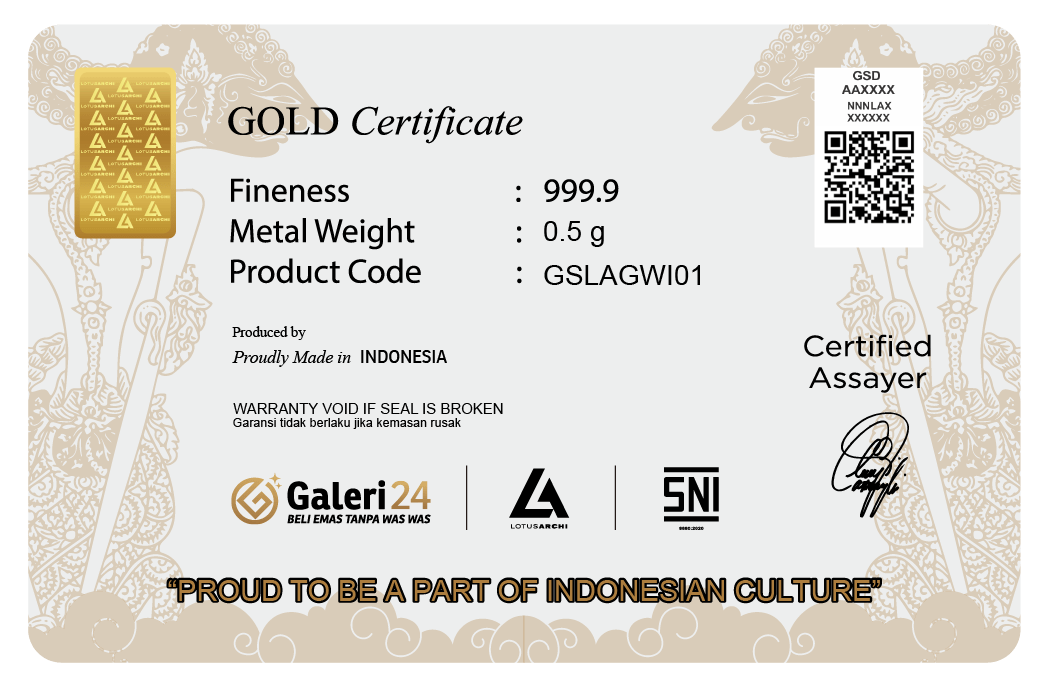 GOLD Certificate
Fineness : 999.9
Metal Weight : 0.5 g
Product Code : GSLAGWI01
Produced by
Proudly Made in INDONESIA
WARRANTY VOID IF SEAL IS BROKEN
Garansi tidak berlaku jika kemasan rusak
GSD
AAXXXX
NNNLAX
XXXXXX
Certified
Assayer
Galeri 24
BELI EMAS TANPA WAS WAS
LOTUSARCHI
SNI
“PROUD TO BE A PART OF INDONESIAN CULTURE”